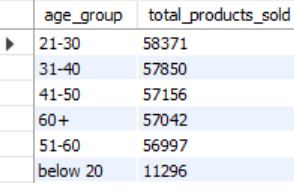 age_group total_products_sold
21-30 58371
31-40 57850
41-50 57156
60+ 57042
51-60 56997
below 20 11296